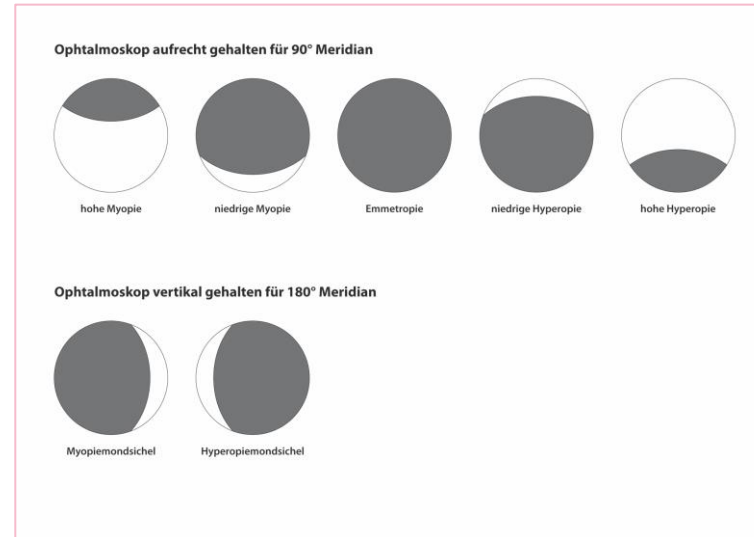 Ophtalmoskop aufrecht gehalten für 90° Meridian
hohe Myopie
niedrige Myopie
Emmetropie
niedrige Hyperopie
hohe Hyperopie
Ophtalmoskop vertikal gehalten für 180° Meridian
Myopiemondsichel
Hyperopiemondsichel